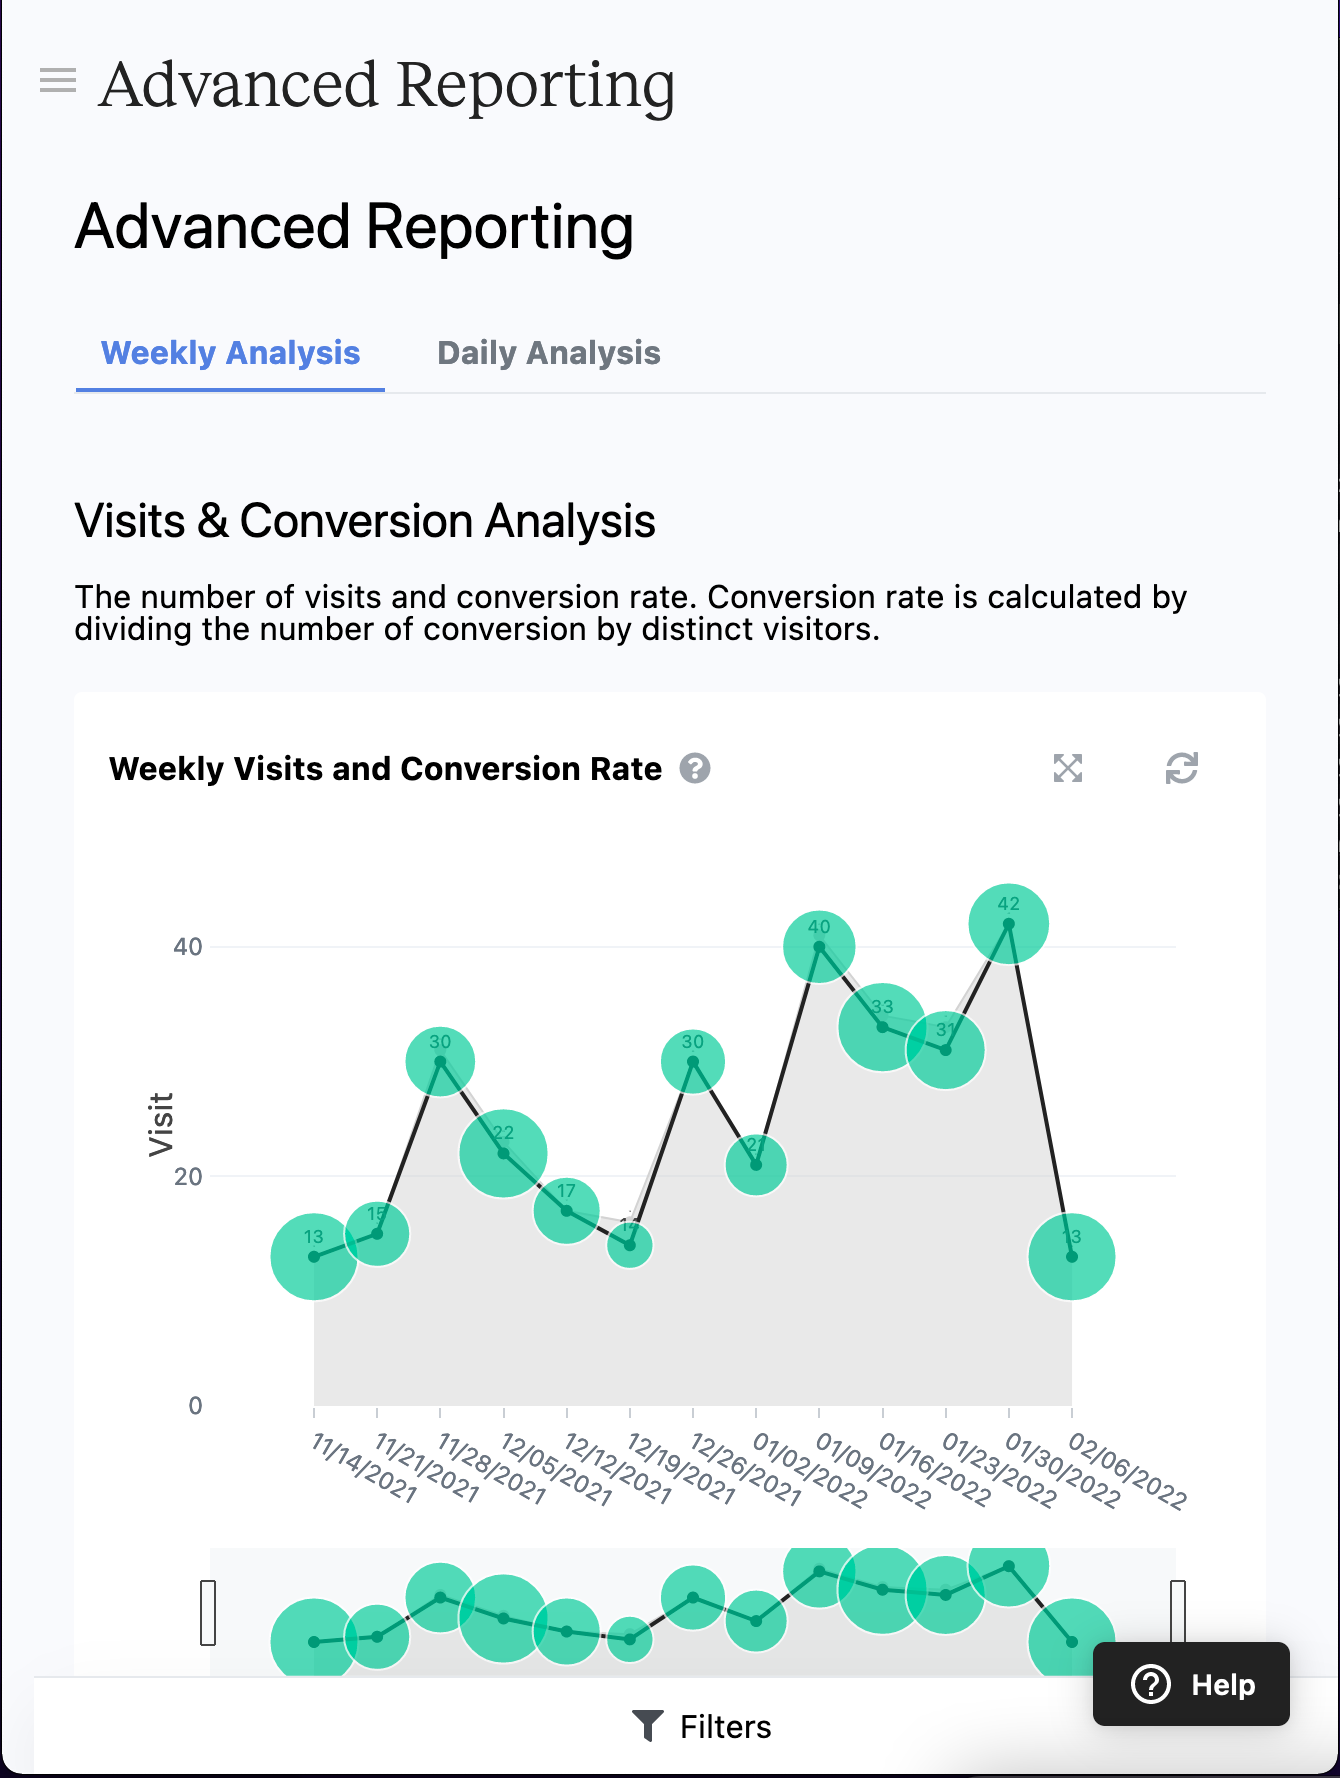 Advanced Reporting
Advanced Reporting
Weekly Analysis Daily Analysis
Visits & Conversion Analysis
The number of visits and conversion rate. Conversion rate is calculated by
dividing the number of conversion by distinct visitors.
Weekly Visits and Conversion Rate
Visit
40
20
0
13
15
30
22
17
14
30
21
40
33
31
42
13
11/14/2021
11/21/2021
11/28/2021
12/05/2021
12/12/2021
12/19/2021
12/26/2021
01/02/2022
01/09/2022
01/16/2022
01/23/2022
01/30/2022
02/06/2022
Help
Filters